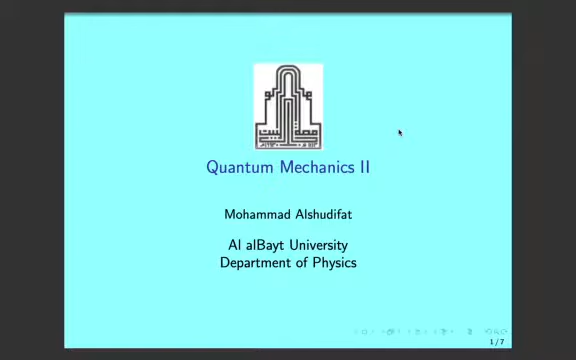 Quantum Mechanics II
Mohammad Alshudifat
Al alBayt University
Department of Physics
1 / 7